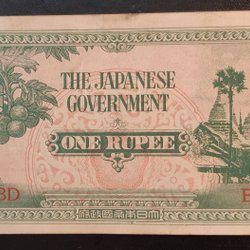 THE JAPANESE
GOVERNMENT
ONE RUPEE
BD
B
大日本帝國政府